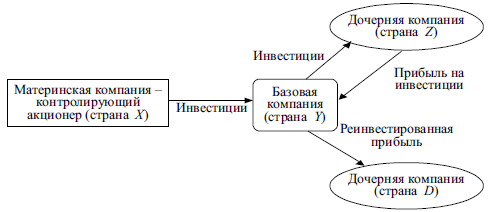 Материнская компания –
контролирующий
акционер (страна X)
Инвестиции
Базовая
компания
(страна Y)
Инвестиции
Дочерняя компания
(страна Z)
Прибыль на
инвестиции
Реинвестированная
прибыль
Дочерняя компания
(страна D)